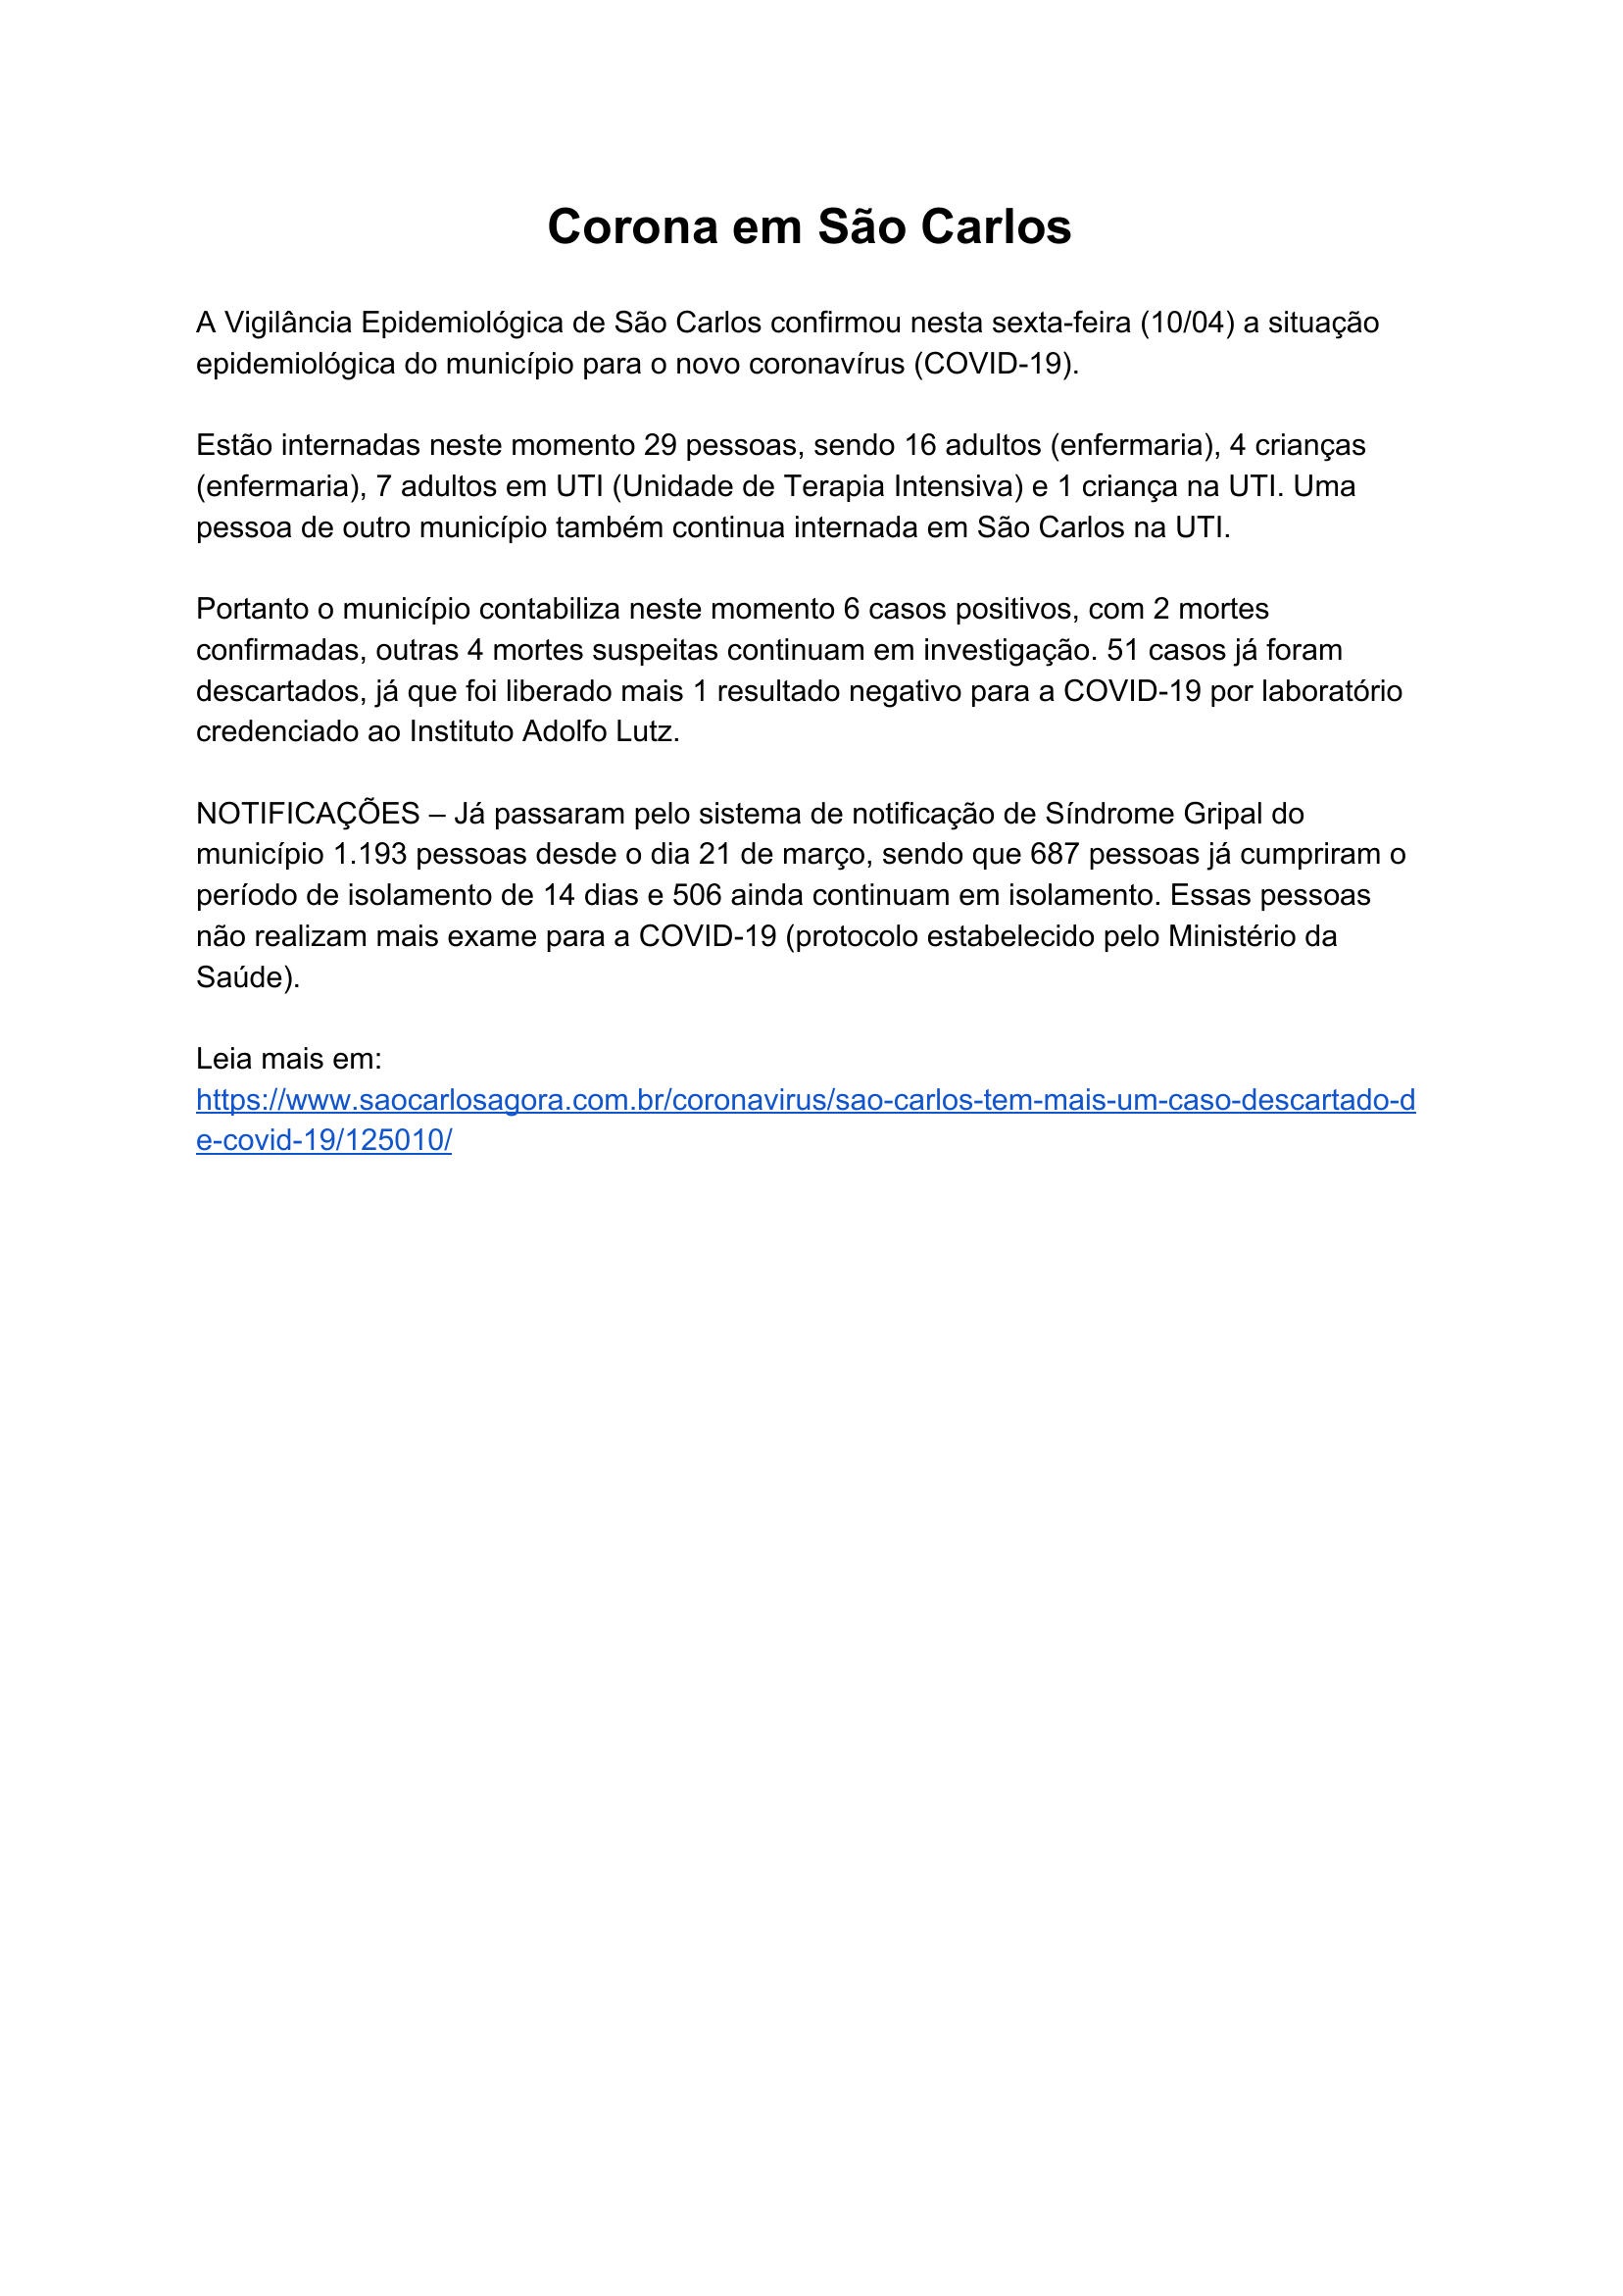 Corona em São Carlos
A Vigilância Epidemiológica de São Carlos confirmou nesta sexta-feira (10/04) a situação
epidemiológica do município para o novo coronavírus (COVID-19).
Estão internadas neste momento 29 pessoas, sendo 16 adultos (enfermaria), 4 crianças
(enfermaria), 7 adultos em UTI (Unidade de Terapia Intensiva) e 1 criança na UTI. Uma
pessoa de outro município também continua internada em São Carlos na UTI.
Portanto o município contabiliza neste momento 6 casos positivos, com 2 mortes
confirmadas, outras 4 mortes suspeitas continuam em investigação. 51 casos já foram
descartados, já que foi liberado mais 1 resultado negativo para a COVID-19 por laboratório
credenciado ao Instituto Adolfo Lutz.
NOTIFICAÇÕES – Já passaram pelo sistema de notificação de Síndrome Gripal do
município 1.193 pessoas desde o dia 21 de março, sendo que 687 pessoas já cumpriram o
período de isolamento de 14 dias e 506 ainda continuam em isolamento. Essas pessoas
não realizam mais exame para a COVID-19 (protocolo estabelecido pelo Ministério da
Saúde).
Leia mais em:
https://www.saocarlosagora.com.br/coronavirus/sao-carlos-tem-mais-um-caso-descartado-d
e-covid-19/125010/